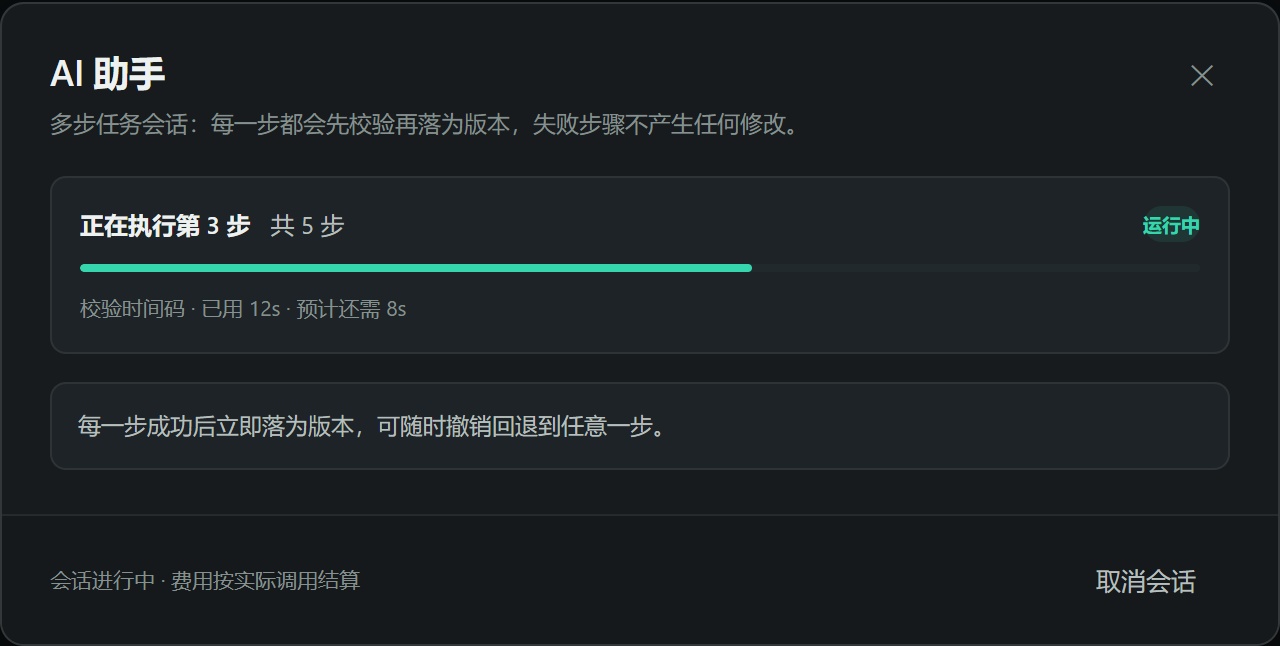 AI 助手
多步任务会话：每一步都会先校验再落为版本，失败步骤不产生任何修改。
正在执行第 3 步 共 5 步
运行中
校验时间码 · 已用 12s · 预计还需 8s
每一步成功后立即落为版本，可随时撤销回退到任意一步。
会话进行中 · 费用按实际调用结算
取消会话